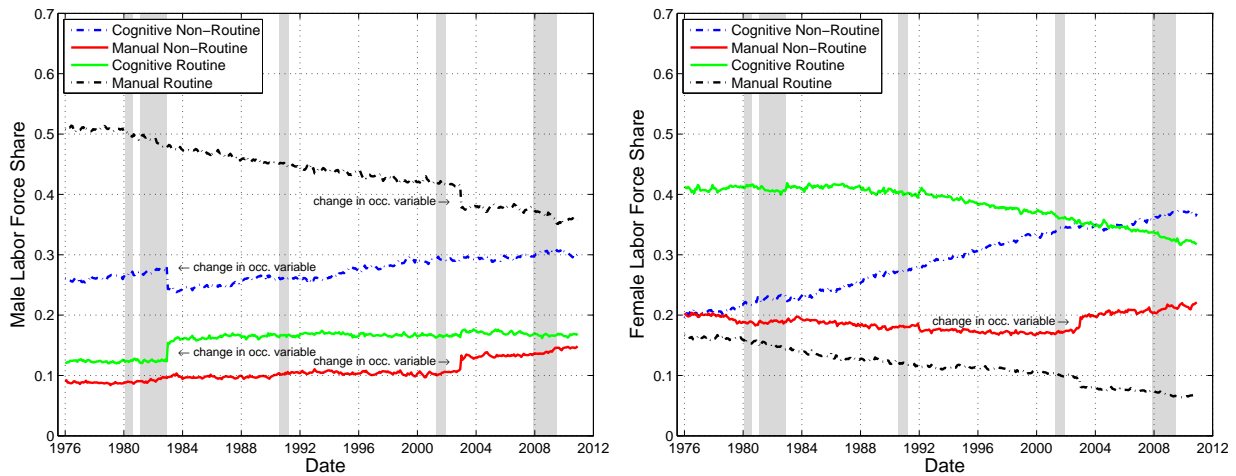 0.7
0.6
0.5
0.4
0.3
0.2
0.1
0
Male Labor Force Share
Cognitive Non−Routine
Manual Non−Routine
Cognitive Routine
Manual Routine
change in occ. variable→
←change in occ. variable
←change in occ. variable
change in occ. variable→
1976 1980 1984 1988 1992 1996 2000 2004 2008 2012
Date
0.7
0.6
0.5
0.4
0.3
0.2
0.1
0
Female Labor Force Share
Cognitive Non−Routine
Manual Non−Routine
Cognitive Routine
Manual Routine
change in occ. variable→
1976 1980 1984 1988 1992 1996 2000 2004 2008 2012
Date